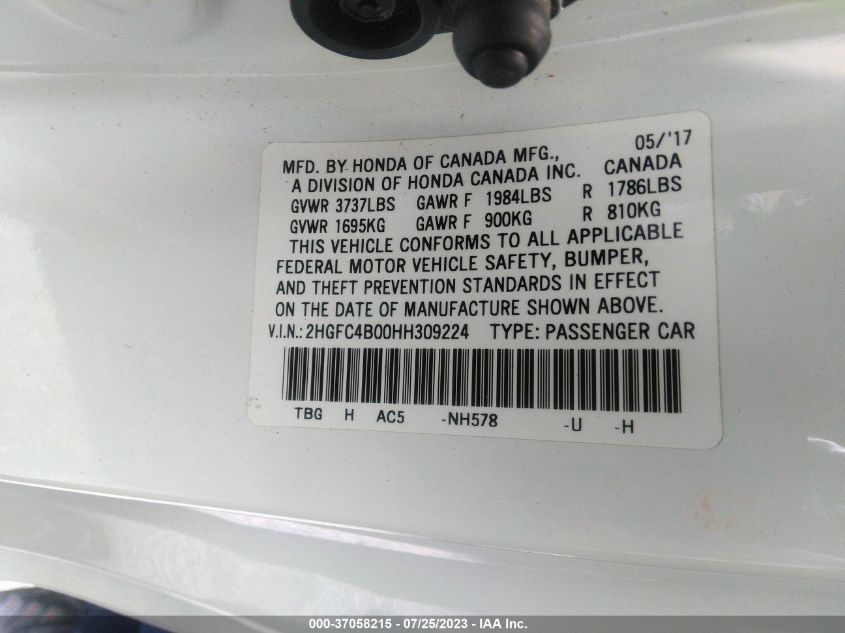 05/'17
MFD. BY HONDA OF CANADA MFG.,
A DIVISION OF HONDA CANADA INC. CANADA
GVWR 3737LBS GAWR F 1984LBS R 1786LBS
GVWR 1695KG GAWR F 900KG R 810KG
THIS VEHICLE CONFORMS TO ALL APPLICABLE
FEDERAL MOTOR VEHICLE SAFETY, BUMPER,
AND THEFT PREVENTION STANDARDS IN EFFECT
ON THE DATE OF MANUFACTURE SHOWN ABOVE.
V.I.N.: 2HGFC4B00HH309224 TYPE: PASSENGER CAR
TBG H AC5 -NH578 -U -H
000-37058215 - 07/25/2023 - IAA Inc.